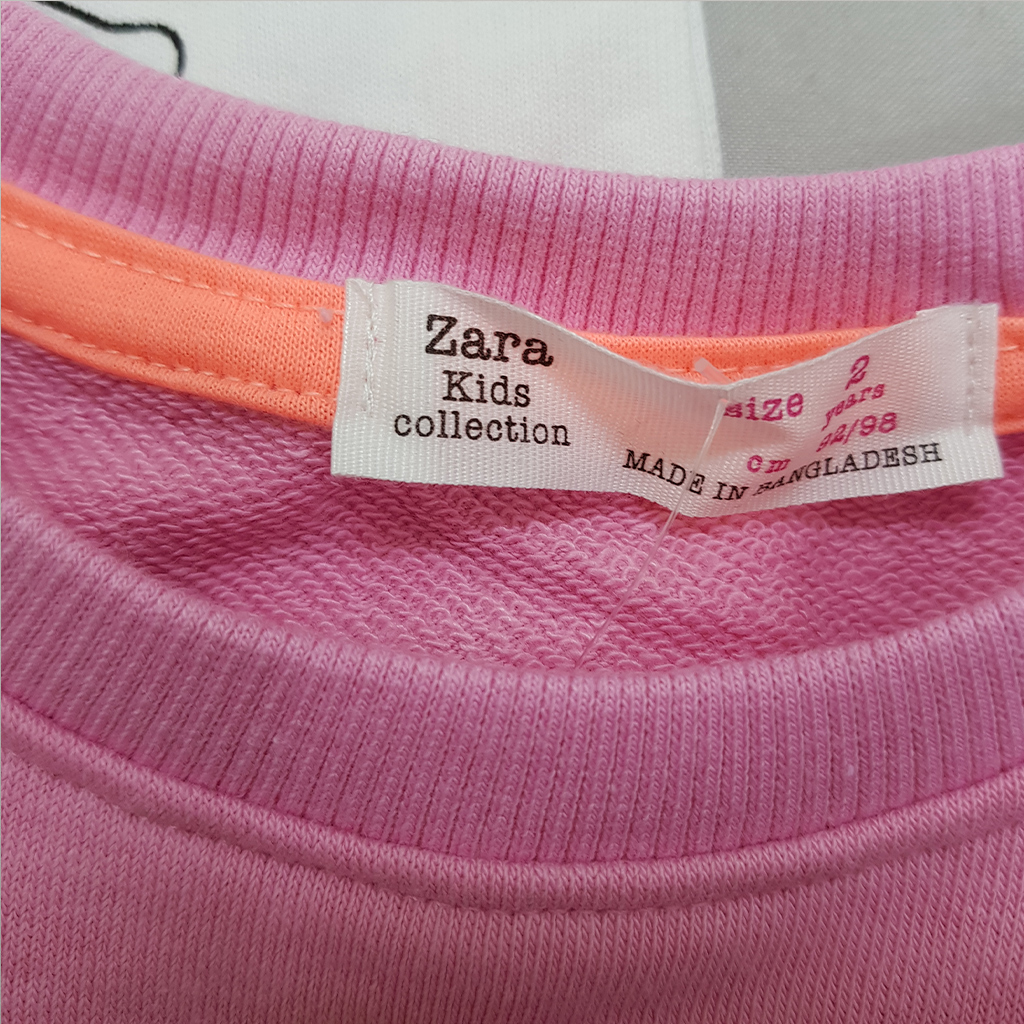 Zara
Kids
collection
size 2
years
cm 92/98
MADE IN BANGLADESH